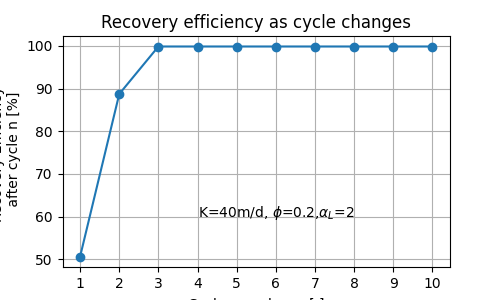 Recovery efficiency as cycle changes
100
90
80
70
60
50
after cycle n [%]
K=40m/d, ϕ=0.2,α_L=2
1 2 3 4 5 6 7 8 9 10